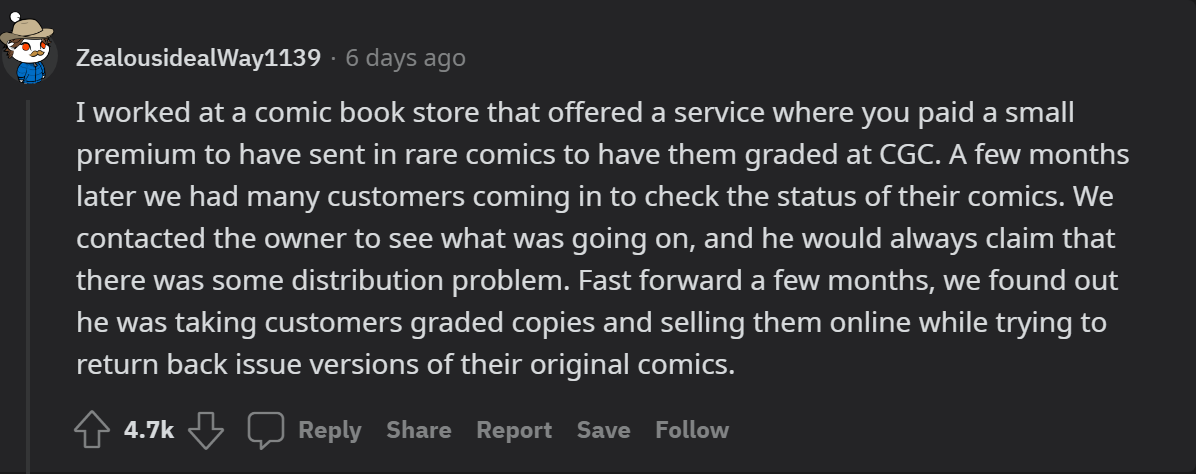 ZealousidealWay1139 · 6 days ago
I worked at a comic book store that offered a service where you paid a small
premium to have sent in rare comics to have them graded at CGC. A few months
later we had many customers coming in to check the status of their comics. We
contacted the owner to see what was going on, and he would always claim that
there was some distribution problem. Fast forward a few months, we found out
he was taking customers graded copies and selling them online while trying to
return back issue versions of their original comics.
4.7k Reply Share Report Save Follow